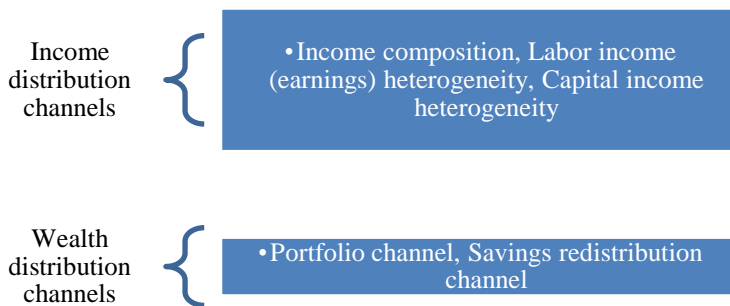 Income
distribution
channels
•Income composition, Labor income
(earnings) heterogeneity, Capital income
heterogeneity
Wealth
distribution
channels
•Portfolio channel, Savings redistribution
channel